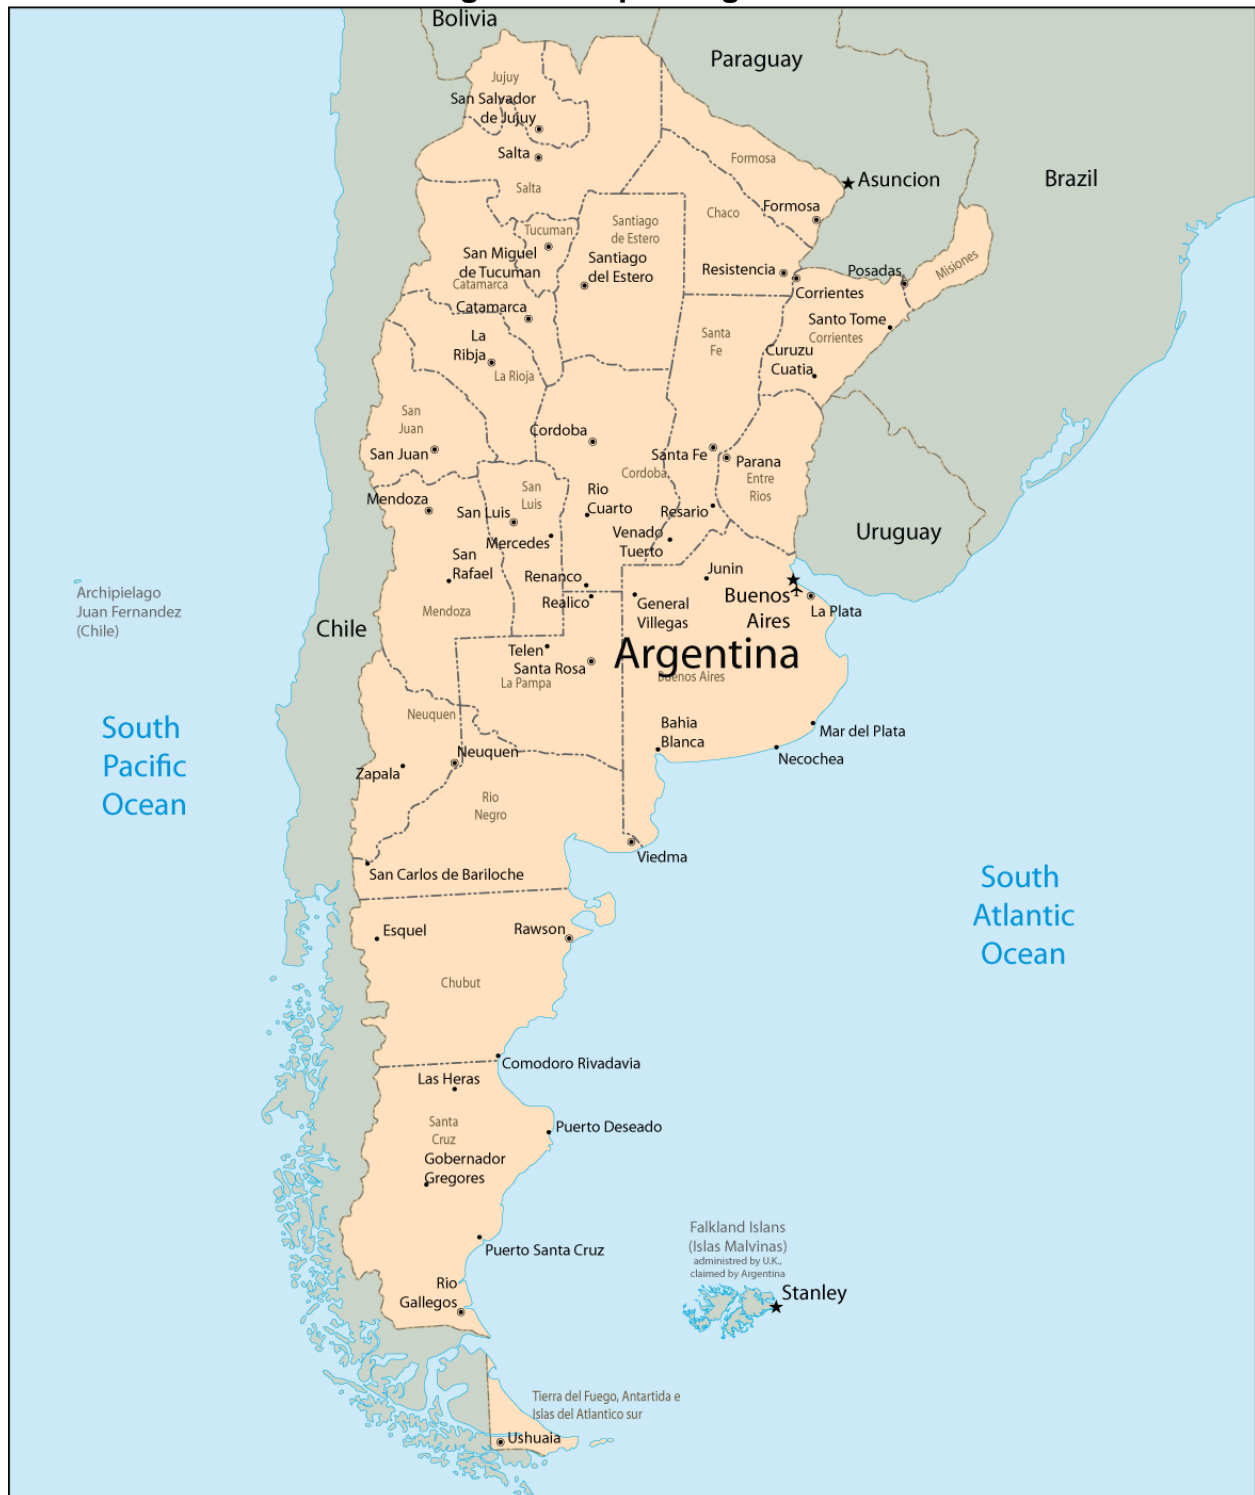 Bolivia
Paraguay
Jujuy
San Salvador
de Jujuy
Salta
Salta
Formosa
Asuncion
Brazil
Chaco
Formosa
Tucuman
Santiago
de Estero
San Miguel
de Tucuman
Santiago
del Estero
Catamarca
Resistencia
Posadas
Misiones
Corrientes
Catamarca
Santo Tome
Corrientes
La
Ribja
La Rioja
Santa
Fe
Curuzu
Cuatia
San
Juan
San Juan
Cordoba
Cordoba
Santa Fe
Parana
Entre
Rios
Mendoza
San
Luis
San Luis
Rio
Cuarto
Resario
Mercedes
Venado
Tuerto
Uruguay
San
Rafael
Renanco
Junin
Realico
General
Villegas
Buenos
Aires
La Plata
Archipielago
Juan Fernandez
(Chile)
Mendoza
Chile
Telen
Santa Rosa
La Pampa
Argentina
Buenos Aires
South
Pacific
Ocean
Neuquen
Neuquen
Zapala
Bahia
Blanca
Mar del Plata
Necochea
Rio
Negro
Viedma
San Carlos de Bariloche
South
Atlantic
Ocean
Esquel
Rawson
Chubut
Comodoro Rivadavia
Las Heras
Santa
Cruz
Puerto Deseado
Gobernador
Gregores
Puerto Santa Cruz
Falkland Islans
(Islas Malvinas)
administred by U.K.,
claimed by Argentina
Stanley
Rio
Gallegos
Tierra del Fuego, Antartida e
Islas del Atlantico sur
Ushuaia